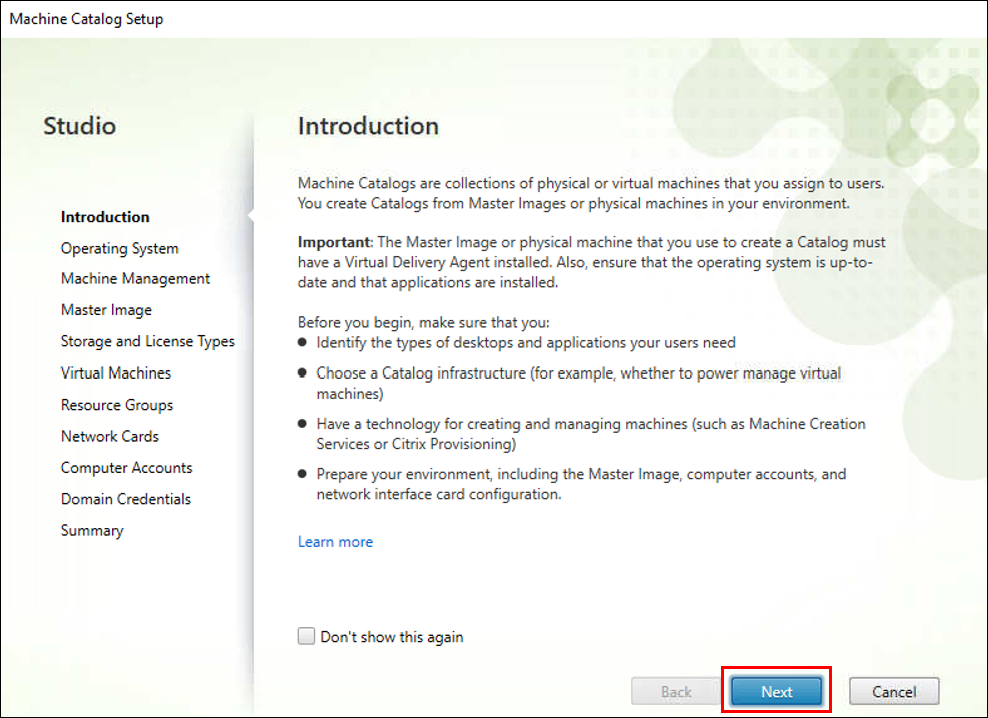 Machine Catalog Setup
Studio
Introduction
Operating System
Machine Management
Master Image
Storage and License Types
Virtual Machines
Resource Groups
Network Cards
Computer Accounts
Domain Credentials
Summary
Introduction
Machine Catalogs are collections of physical or virtual machines that you assign to users.
You create Catalogs from Master Images or physical machines in your environment.
Important: The Master Image or physical machine that you use to create a Catalog must
have a Virtual Delivery Agent installed. Also, ensure that the operating system is up-to-
date and that applications are installed.
Before you begin, make sure that you:
● Identify the types of desktops and applications your users need
● Choose a Catalog infrastructure (for example, whether to power manage virtual
machines)
● Have a technology for creating and managing machines (such as Machine Creation
Services or Citrix Provisioning)
● Prepare your environment, including the Master Image, computer accounts, and
network interface card configuration.
Learn more
Don't show this again
Back
Next
Cancel